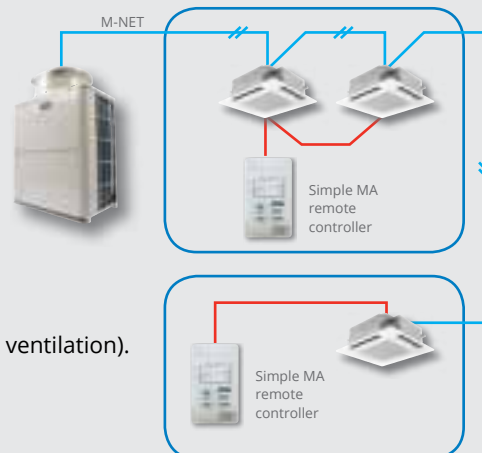 M-NET
Simple MA
remote
controller
ventilation).
Simple MA
remote
controller